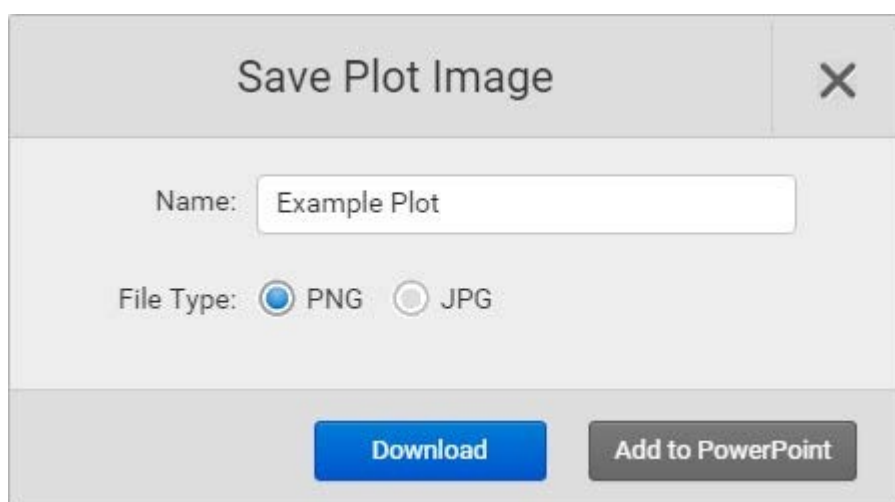 Save Plot Image
Name: Example Plot
File Type: PNG JPG
Download Add to PowerPoint